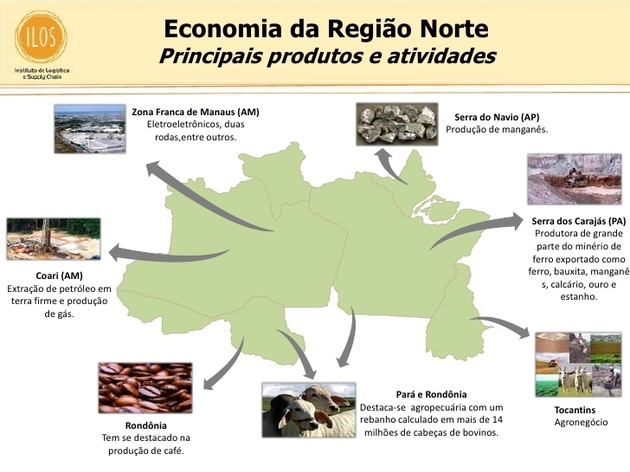 ILOS
Instituto de Logística
e Supply Chain
Economia da Região Norte
Principais produtos e atividades
Zona Franca de Manaus (AM)
Eletroeletrônicos, duas
rodas,entre outros.
Serra do Navio (AP)
Produção de manganês.
Serra dos Carajás (PA)
Produtora de grande
parte do minério de
ferro exportado como
ferro, bauxita, manganê
s, calcário, ouro e
estanho.
Coari (AM)
Extração de petróleo em
terra firme e produção
de gás.
Rondônia
Tem se destacado na
produção de café.
Pará e Rondônia
Destaca-se agropecuária com um
rebanho calculado em mais de 14
milhões de cabeças de bovinos.
Tocantins
Agronegócio